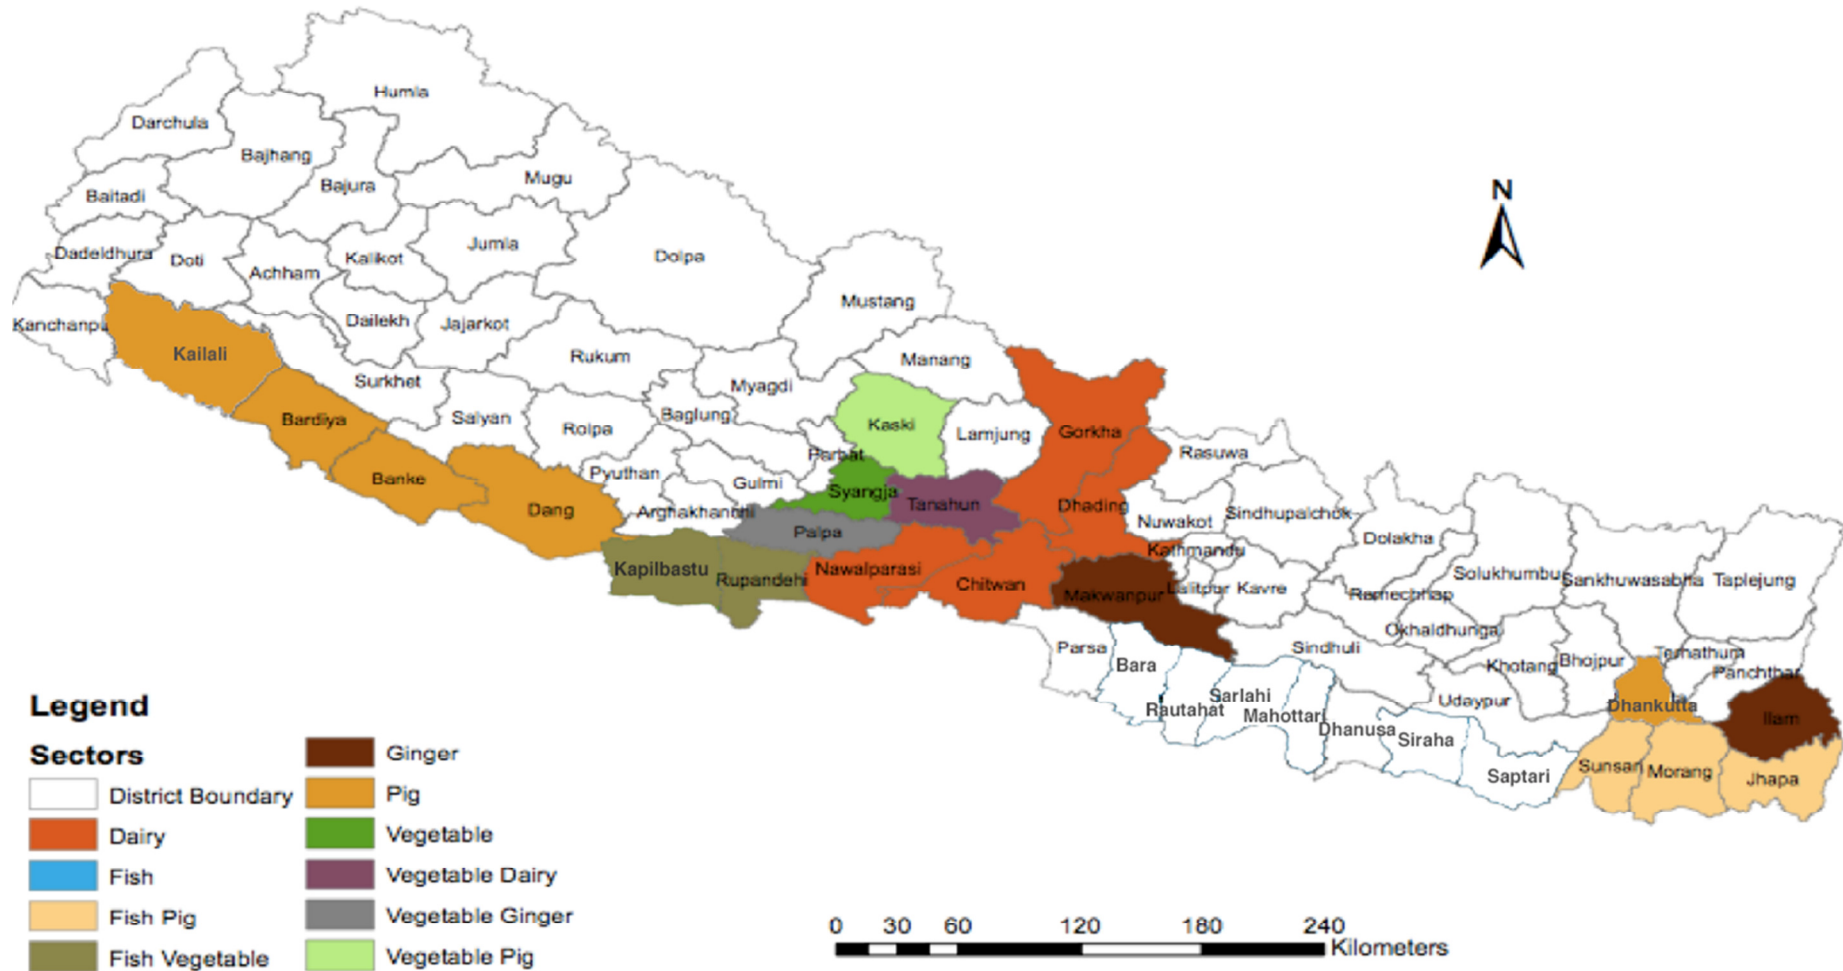 Humla
Darchula
Bajhang
Mugu
Bajura
Baitadi
N
Jumla
Dadeldhura
Doti
Kalikot
Dolpa
Achham
Mustang
Dailekh
Jajarkot
Kanchanpu
Kailali
Rukum
Manang
Surkhet
Myagdi
Salyan
Baglung
Bardiya
Kaski
Rolpa
Lamjung
Gorkha
Parbat
Rasuwa
Pyuthan
Banke
Gulmi
Syangja
Tanahun
Dhading
Dang
Arghakhanchi
Nuwakot
Sindhupalchok
Palpa
Dolakha
Kathmandu
Kapilbastu
Rupandehi
Nawalparasi
Chitwan
Makwanpur
Lalitpur
Kavre
Ramechhap
Solukhumbu
Sankhuwasabha
Taplejung
Okhaldhunga
Parsa
Bara
Sindhuli
Khotang
Bhojpur
Terhathum
Panchthar
Sarlahi
Rautahat
Mahottari
Udaypur
Dhankutta
Ilam
Dhanusa
Siraha
Saptari
Sunsari
Morang
Jhapa
Legend
Sectors
District Boundary
Dairy
Fish
Fish Pig
Fish Vegetable
Ginger
Pig
Vegetable
Vegetable Dairy
Vegetable Ginger
Vegetable Pig
0 30 60 120 180 240
Kilometers